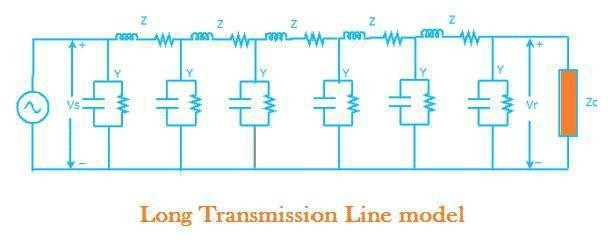 Z Z Z Z Z
+ +
Y Y Y Y Y Y
Vs Vr Zc
– –
Long Transmission Line model